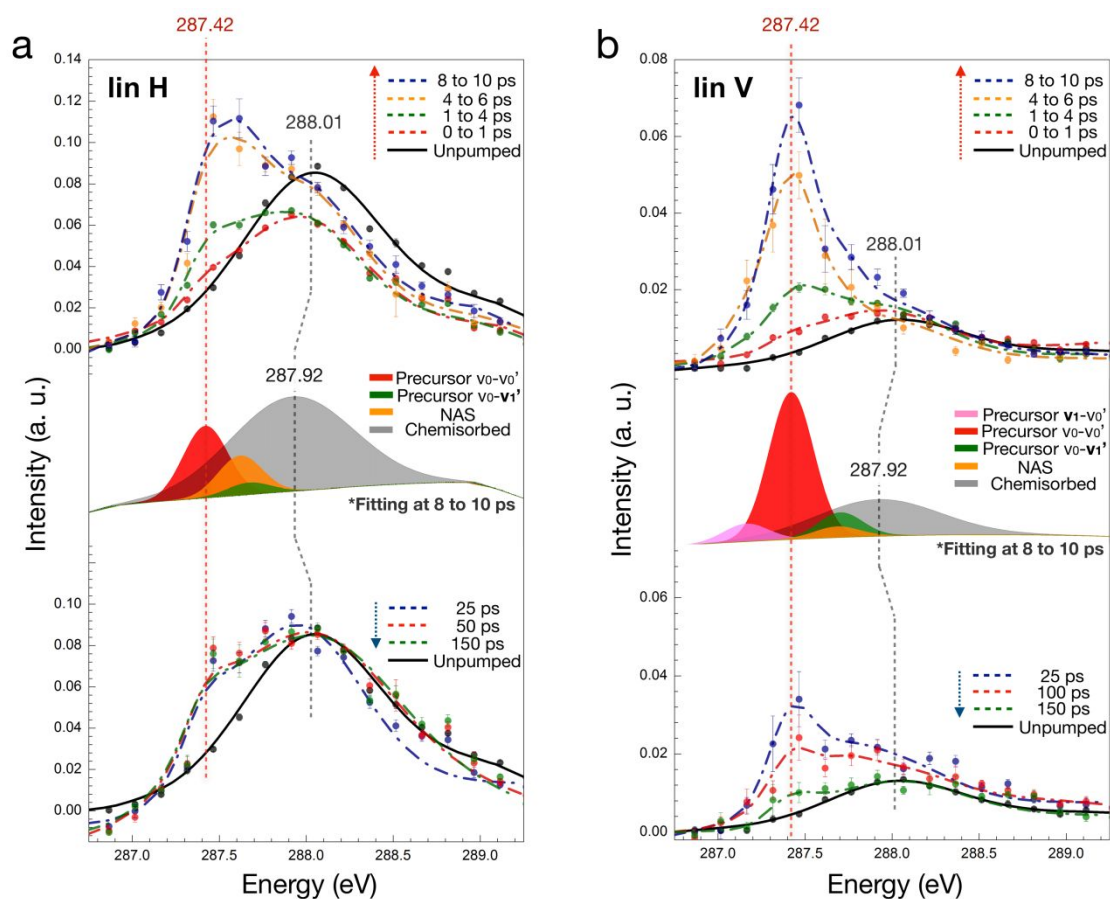 a
287.42
lin H
8 to 10 ps
4 to 6 ps
1 to 4 ps
0 to 1 ps
Unpumped
288.01
0.14
0.12
0.10
0.08
0.06
0.04
0.02
0.00
287.92
Precursor v₀-v₀'
Precursor v₀-v₁'
NAS
Chemisorbed
*Fitting at 8 to 10 ps
Intensity (a. u.)
25 ps
50 ps
150 ps
Unpumped
0.10
0.08
0.06
0.04
0.02
0.00
287.0
287.5
288.0
288.5
289.0
Energy (eV)
b
287.42
lin V
8 to 10 ps
4 to 6 ps
1 to 4 ps
0 to 1 ps
Unpumped
288.01
0.08
0.06
0.04
0.02
Precursor v₁-v₀'
Precursor v₀-v₀'
Precursor v₀-v₁'
NAS
Chemisorbed
287.92
*Fitting at 8 to 10 ps
Intensity (a. u.)
25 ps
100 ps
150 ps
Unpumped
0.06
0.04
0.02
0.00
287.0
287.5
288.0
288.5
289.0
Energy (eV)